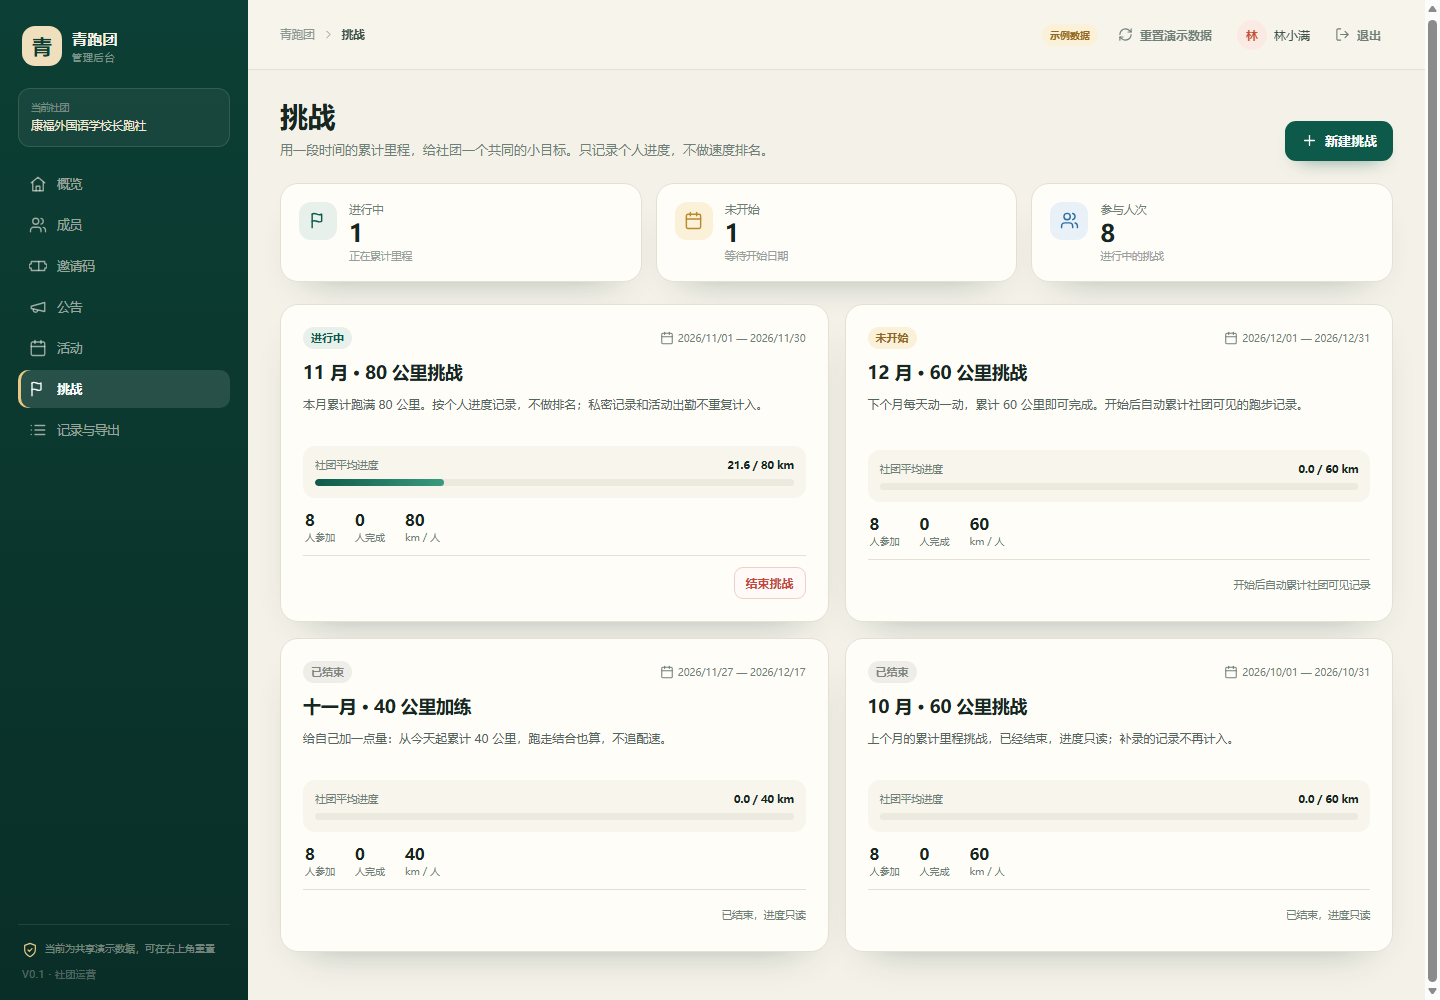 青
青跑团
管理后台
当前社团
康福外国语学校长跑社
概览
成员
邀请码
公告
活动
挑战
记录与导出
当前为共享演示数据，可在右上角重置
V0.1 · 社团运营
青跑团 > 挑战
示例数据
重置演示数据
林
林小满
退出
挑战
用一段时间的累计里程，给社团一个共同的小目标。只记录个人进度，不做速度排名。
新建挑战
进行中
1
正在累计里程
未开始
1
等待开始日期
参与人次
8
进行中的挑战
进行中
2026/11/01 — 2026/11/30
11 月 • 80 公里挑战
本月累计跑满 80 公里。按个人进度记录，不做排名；私密记录和活动出勤不重复计入。
社团平均进度
21.6 / 80 km
8 0 80
人参加 人完成 km / 人
结束挑战
未开始
2026/12/01 — 2026/12/31
12 月 • 60 公里挑战
下个月每天动一动，累计 60 公里即可完成。开始后自动累计社团可见的跑步记录。
社团平均进度
0.0 / 60 km
8 0 60
人参加 人完成 km / 人
开始后自动累计社团可见记录
已结束
2026/11/27 — 2026/12/17
十一月 • 40 公里加练
给自己加一点量：从今天起累计 40 公里，跑走结合也算，不追配速。
社团平均进度
0.0 / 40 km
8 0 40
人参加 人完成 km / 人
已结束，进度只读
已结束
2026/10/01 — 2026/10/31
10 月 • 60 公里挑战
上个月的累计里程挑战，已经结束，进度只读；补录的记录不再计入。
社团平均进度
0.0 / 60 km
8 0 60
人参加 人完成 km / 人
已结束，进度只读